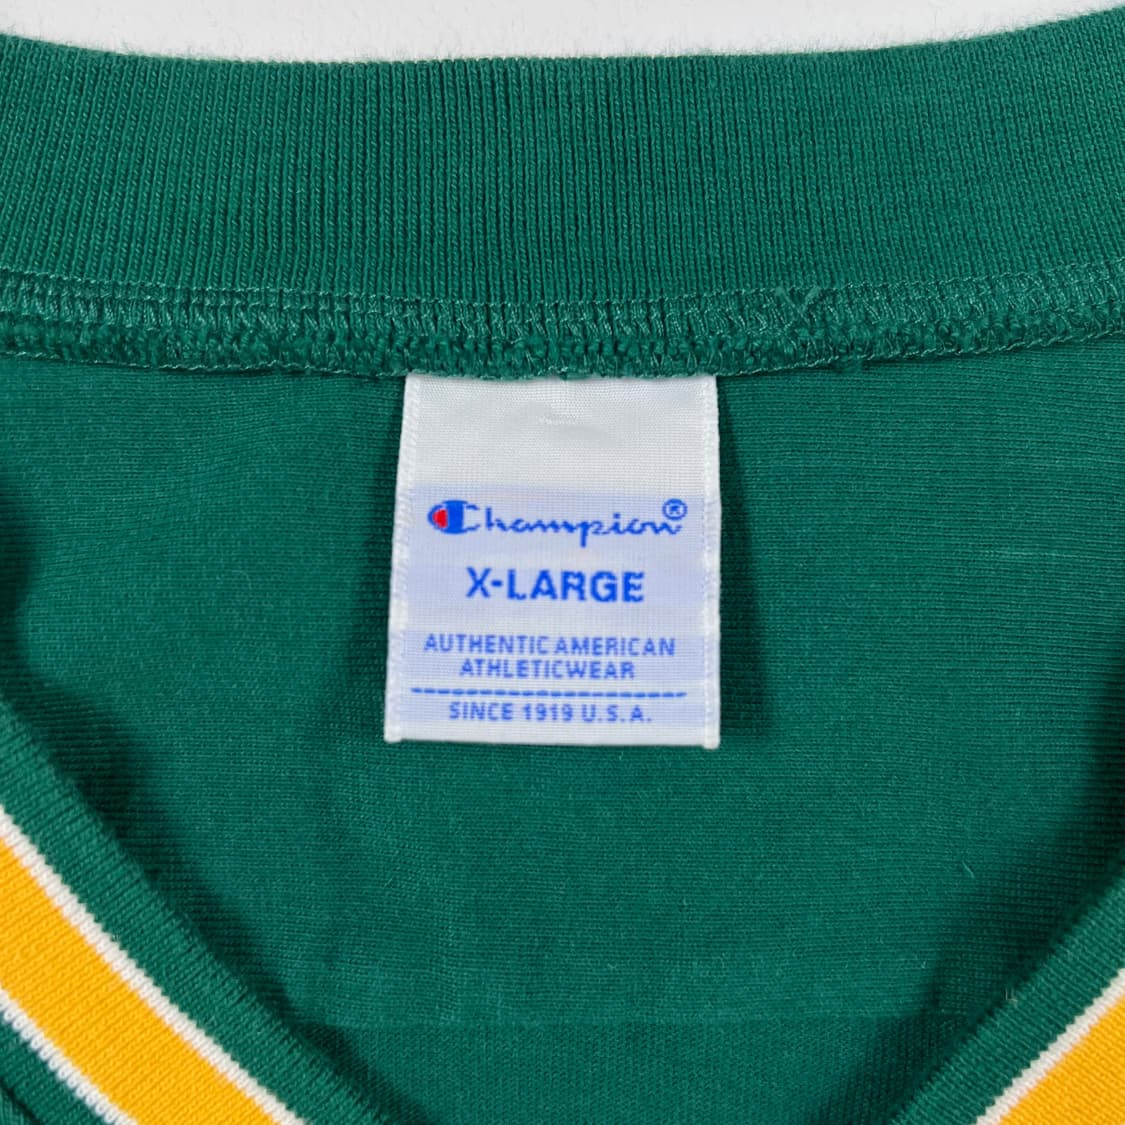 Champion®
X-LARGE
AUTHENTIC AMERICAN
ATHLETICWEAR
SINCE 1919 U.S.A.